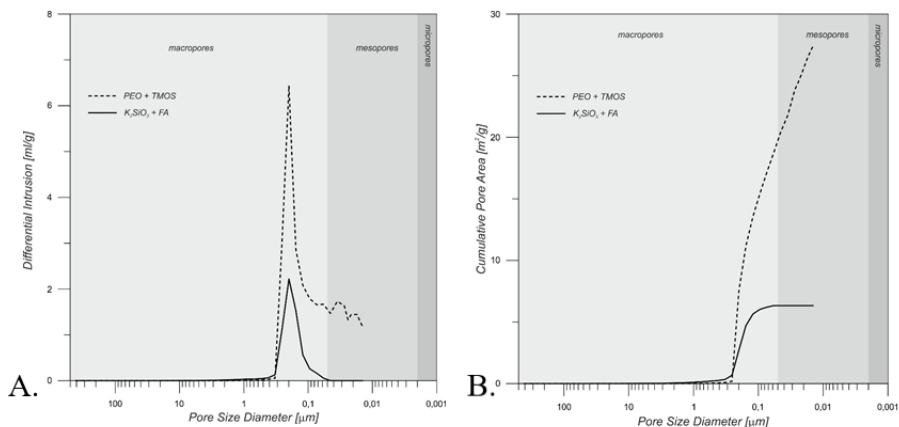 8
6
4
2
0
Differential Intrusion [ml/g]
macropores
mesopores
micropores
PEO + TMOS
K₂SiO₃ + FA
100
10
1
0,1
0,01
0,001
Pore Size Diameter [μm]
A.
30
20
10
0
Cumulative Pore Area [m²/g]
macropores
mesopores
micropores
PEO + TMOS
K₂SiO₃ + FA
100
10
1
0,1
0,01
0,001
Pore Size Diameter [μm]
B.